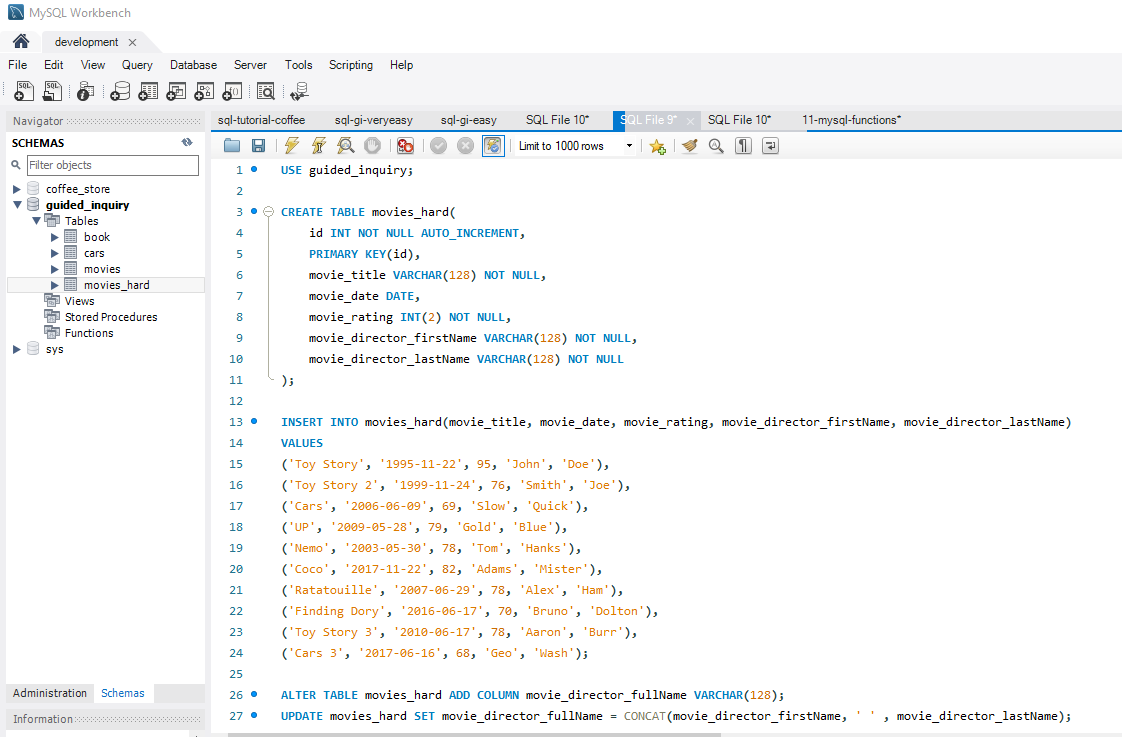 MySQL Workbench
development
File Edit View Query Database Server Tools Scripting Help
SQL SQL
Navigator
SCHEMAS
Filter objects
coffee_store
guided_inquiry
Tables
book
cars
movies
movies_hard
Views
Stored Procedures
Functions
sys
Administration Schemas
Information
sql-tutorial-coffee sql-gi-veryeasy sql-gi-easy SQL File 10* SQL File 9* SQL File 10* 11-mysql-functions*
Limit to 1000 rows
1 USE guided_inquiry;
2
3 CREATE TABLE movies_hard(
4 id INT NOT NULL AUTO_INCREMENT,
5 PRIMARY KEY(id),
6 movie_title VARCHAR(128) NOT NULL,
7 movie_date DATE,
8 movie_rating INT(2) NOT NULL,
9 movie_director_firstName VARCHAR(128) NOT NULL,
10 movie_director_lastName VARCHAR(128) NOT NULL
11 );
12
13 INSERT INTO movies_hard(movie_title, movie_date, movie_rating, movie_director_firstName, movie_director_lastName)
14 VALUES
15 ('Toy Story', '1995-11-22', 95, 'John', 'Doe'),
16 ('Toy Story 2', '1999-11-24', 76, 'Smith', 'Joe'),
17 ('Cars', '2006-06-09', 69, 'Slow', 'Quick'),
18 ('UP', '2009-05-28', 79, 'Gold', 'Blue'),
19 ('Nemo', '2003-05-30', 78, 'Tom', 'Hanks'),
20 ('Coco', '2017-11-22', 82, 'Adams', 'Mister'),
21 ('Ratatouille', '2007-06-29', 78, 'Alex', 'Ham'),
22 ('Finding Dory', '2016-06-17', 70, 'Bruno', 'Dolton'),
23 ('Toy Story 3', '2010-06-17', 78, 'Aaron', 'Burr'),
24 ('Cars 3', '2017-06-16', 68, 'Geo', 'Wash');
25
26 ALTER TABLE movies_hard ADD COLUMN movie_director_fullName VARCHAR(128);
27 UPDATE movies_hard SET movie_director_fullName = CONCAT(movie_director_firstName, ' ' , movie_director_lastName);